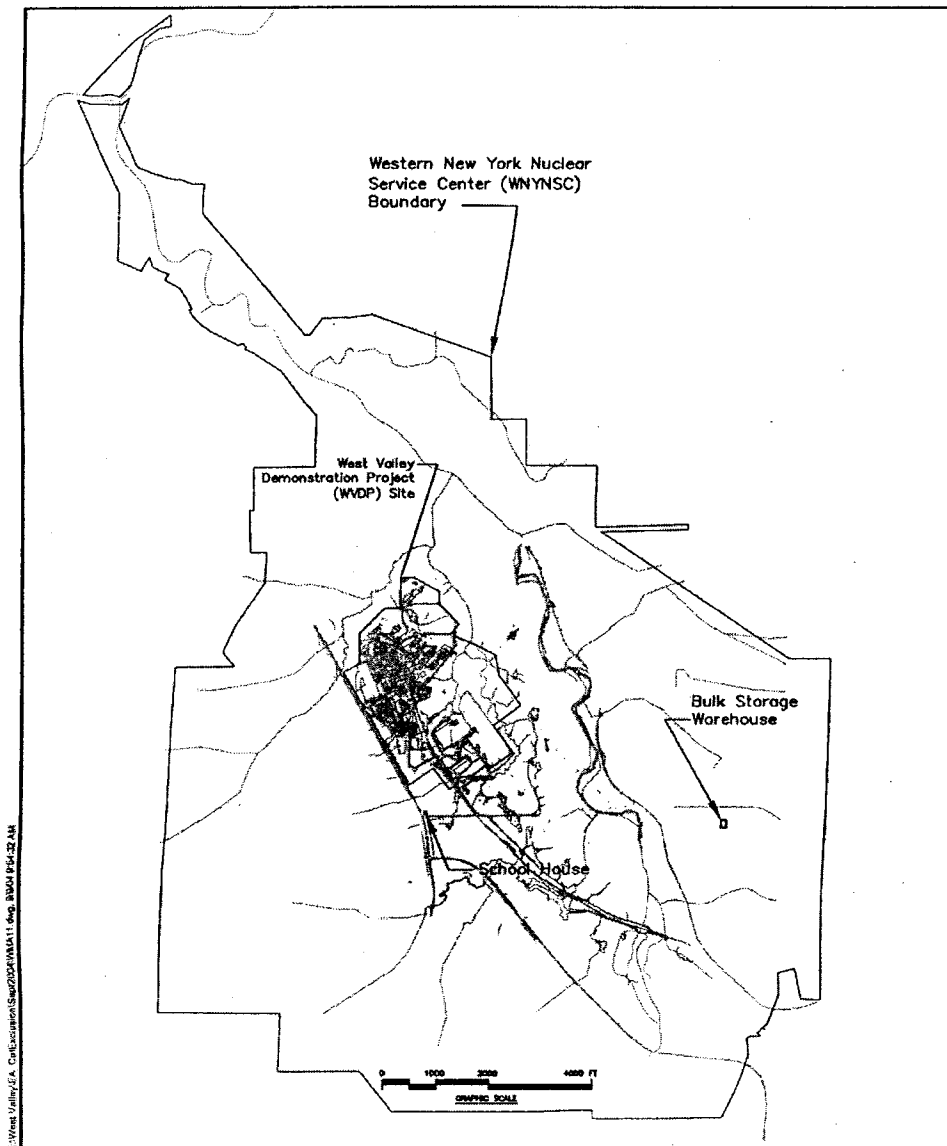 Western New York Nuclear
Service Center (WNYNSC)
Boundary
West Valley
Demonstration Project
(WVDP) Site
Bulk Storage
Warehouse
School House
0 1000 2000 4000 FT
GRAPHIC SCALE